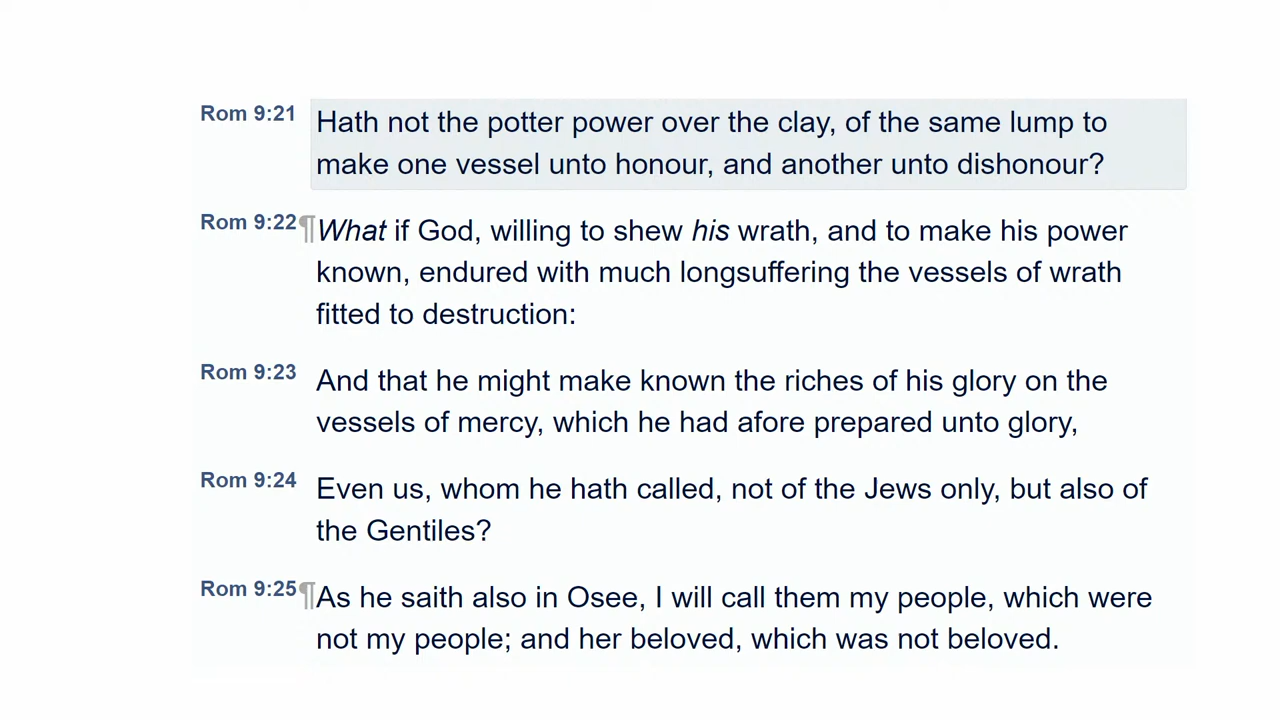 Rom 9:21 Hath not the potter power over the clay, of the same lump to
make one vessel unto honour, and another unto dishonour?
Rom 9:22 ¶What if God, willing to shew his wrath, and to make his power
known, endured with much longsuffering the vessels of wrath
fitted to destruction:
Rom 9:23 And that he might make known the riches of his glory on the
vessels of mercy, which he had afore prepared unto glory,
Rom 9:24 Even us, whom he hath called, not of the Jews only, but also of
the Gentiles?
Rom 9:25 ¶As he saith also in Osee, I will call them my people, which were
not my people; and her beloved, which was not beloved.